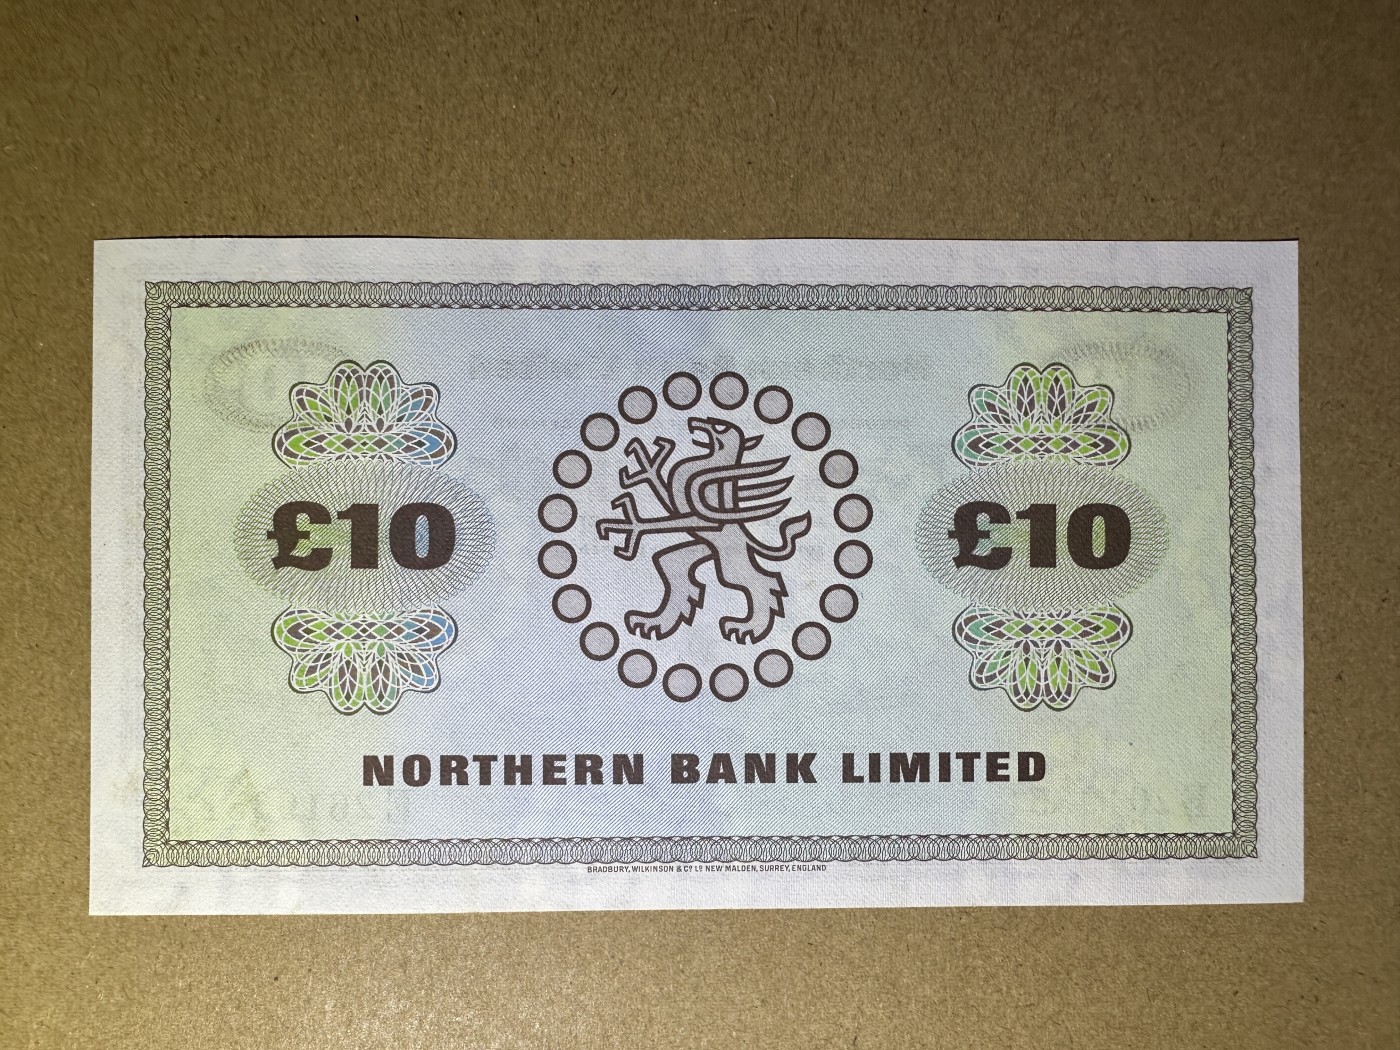 £10 £10
NORTHERN BANK LIMITED
BRADBURY, WILKINSON & Cº Lᴰ NEW MALDEN, SURREY, ENGLAND